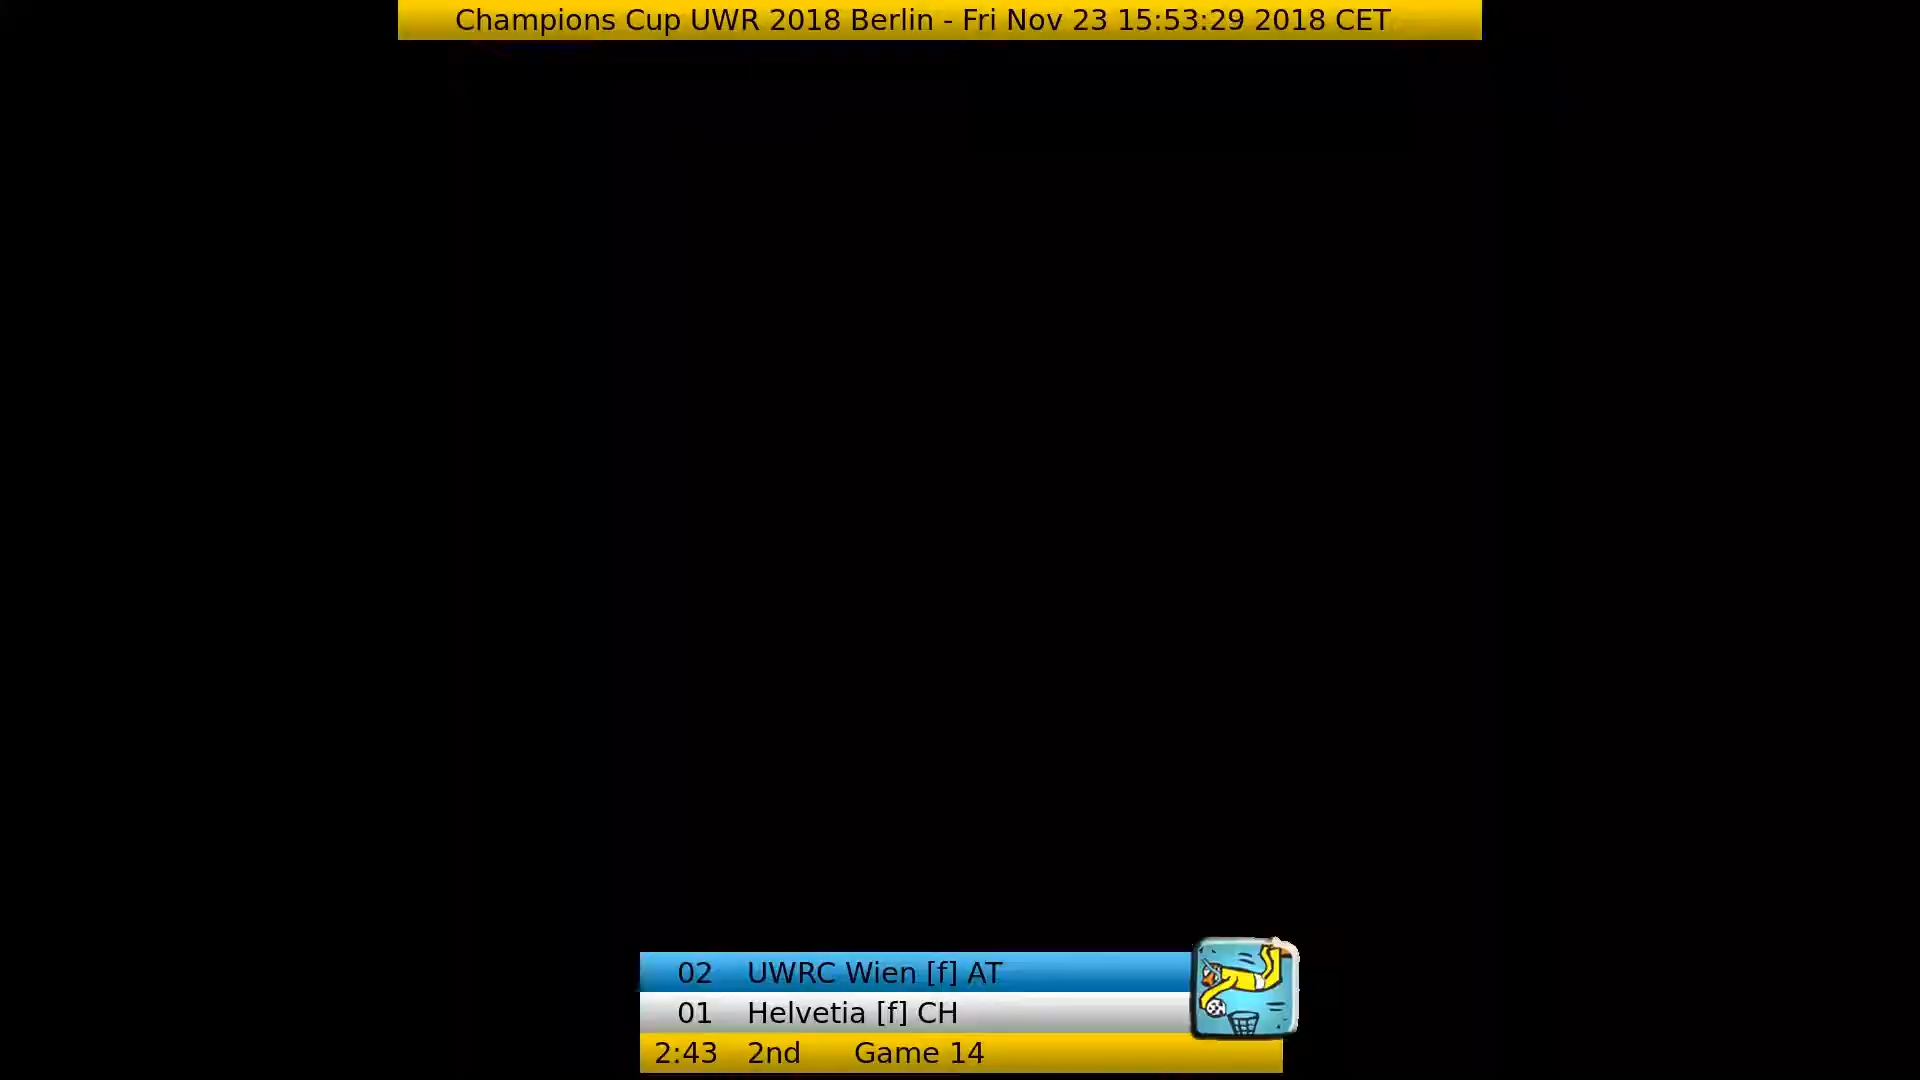 Champions Cup UWR 2018 Berlin - Fri Nov 23 15:53:29 2018 CET
02 UWRC Wien [f] AT
01 Helvetia [f] CH
2:43 2nd Game 14